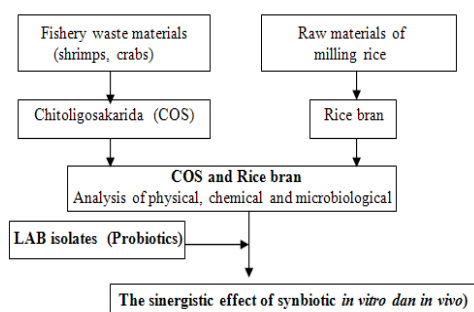 Fishery waste materials
(shrimps, crabs)
Raw materials of
milling rice
Chitoligosakarida (COS)
Rice bran
COS and Rice bran
Analysis of physical, chemical and microbiological
LAB isolates (Probiotics)
The sinergistic effect of synbiotic in vitro dan in vivo)